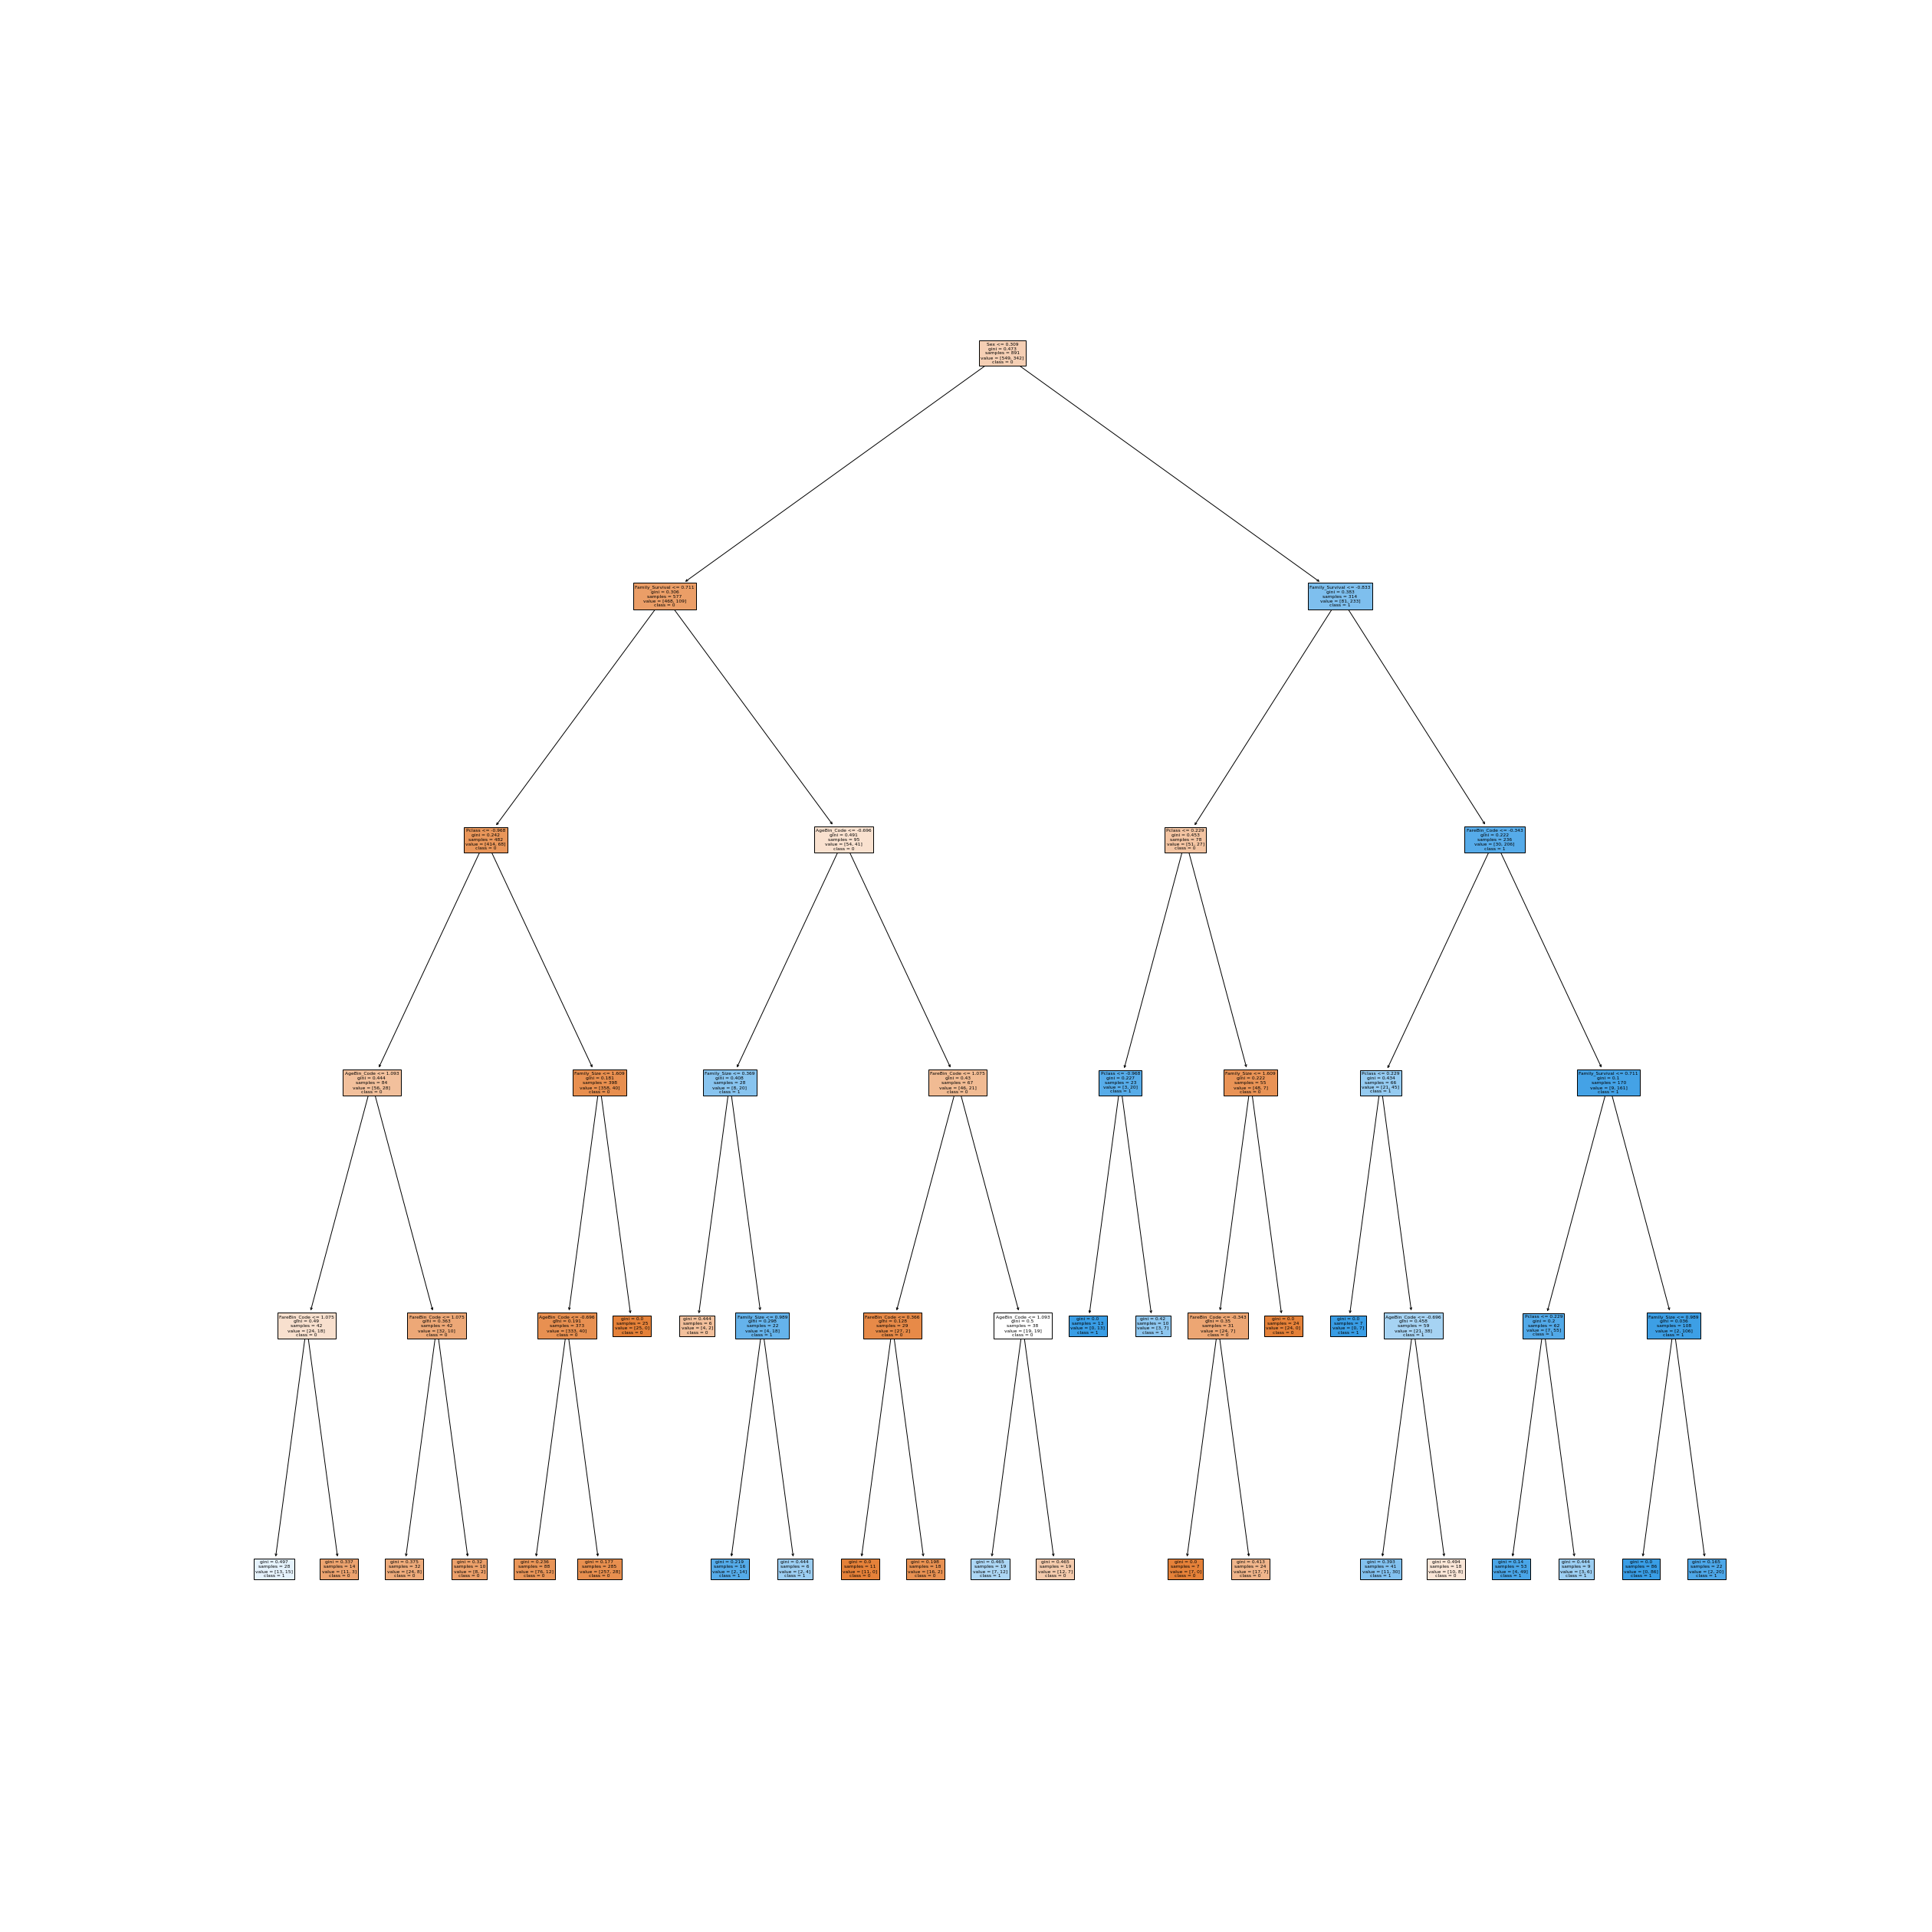 Sex <= 0.309
gini = 0.473
samples = 891
value = [549, 342]
class = 0
Family_Survival <= 0.711
gini = 0.306
samples = 577
value = [468, 109]
class = 0
Family_Survival <= -0.833
gini = 0.383
samples = 314
value = [81, 233]
class = 1
Pclass <= -0.968
gini = 0.242
samples = 482
value = [414, 68]
class = 0
AgeBin_Code <= -0.696
gini = 0.491
samples = 95
value = [54, 41]
class = 0
Pclass <= 0.229
gini = 0.453
samples = 78
value = [51, 27]
class = 0
FareBin_Code <= -0.343
gini = 0.222
samples = 236
value = [30, 206]
class = 1
AgeBin_Code <= 1.093
gini = 0.444
samples = 84
value = [56, 28]
class = 0
Family_Size <= 1.609
gini = 0.181
samples = 398
value = [358, 40]
class = 0
Family_Size <= 0.369
gini = 0.408
samples = 28
value = [8, 20]
class = 1
FareBin_Code <= 1.075
gini = 0.43
samples = 67
value = [46, 21]
class = 0
Pclass <= -0.968
gini = 0.227
samples = 23
value = [3, 20]
class = 1
Family_Size <= 1.609
gini = 0.222
samples = 55
value = [48, 7]
class = 0
Pclass <= 0.229
gini = 0.434
samples = 66
value = [21, 45]
class = 1
Family_Survival <= 0.711
gini = 0.1
samples = 170
value = [9, 161]
class = 1
FareBin_Code <= 1.075
gini = 0.49
samples = 42
value = [24, 18]
class = 0
FareBin_Code <= 1.075
gini = 0.363
samples = 42
value = [32, 10]
class = 0
AgeBin_Code <= -0.696
gini = 0.191
samples = 373
value = [333, 40]
class = 0
gini = 0.0
samples = 25
value = [25, 0]
class = 0
gini = 0.444
samples = 6
value = [4, 2]
class = 0
Family_Size <= 0.989
gini = 0.298
samples = 22
value = [4, 18]
class = 1
FareBin_Code <= 0.366
gini = 0.128
samples = 29
value = [27, 2]
class = 0
AgeBin_Code <= 1.093
gini = 0.5
samples = 38
value = [19, 19]
class = 0
gini = 0.0
samples = 13
value = [0, 13]
class = 1
gini = 0.42
samples = 10
value = [3, 7]
class = 1
FareBin_Code <= -0.343
gini = 0.35
samples = 31
value = [24, 7]
class = 0
gini = 0.0
samples = 24
value = [24, 0]
class = 0
gini = 0.0
samples = 7
value = [0, 7]
class = 1
AgeBin_Code <= -0.696
gini = 0.458
samples = 59
value = [21, 38]
class = 1
Pclass <= 0.229
gini = 0.2
samples = 62
value = [7, 55]
class = 1
Family_Size <= 0.989
gini = 0.036
samples = 108
value = [2, 106]
class = 1
gini = 0.497
samples = 28
value = [13, 15]
class = 1
gini = 0.337
samples = 14
value = [11, 3]
class = 0
gini = 0.375
samples = 32
value = [24, 8]
class = 0
gini = 0.32
samples = 10
value = [8, 2]
class = 0
gini = 0.236
samples = 88
value = [76, 12]
class = 0
gini = 0.177
samples = 285
value = [257, 28]
class = 0
gini = 0.219
samples = 16
value = [2, 14]
class = 1
gini = 0.444
samples = 6
value = [2, 4]
class = 1
gini = 0.0
samples = 11
value = [11, 0]
class = 0
gini = 0.198
samples = 18
value = [16, 2]
class = 0
gini = 0.465
samples = 19
value = [7, 12]
class = 1
gini = 0.465
samples = 19
value = [12, 7]
class = 0
gini = 0.0
samples = 7
value = [7, 0]
class = 0
gini = 0.413
samples = 24
value = [17, 7]
class = 0
gini = 0.393
samples = 41
value = [11, 30]
class = 1
gini = 0.494
samples = 18
value = [10, 8]
class = 0
gini = 0.14
samples = 53
value = [4, 49]
class = 1
gini = 0.444
samples = 9
value = [3, 6]
class = 1
gini = 0.0
samples = 86
value = [0, 86]
class = 1
gini = 0.165
samples = 22
value = [2, 20]
class = 1